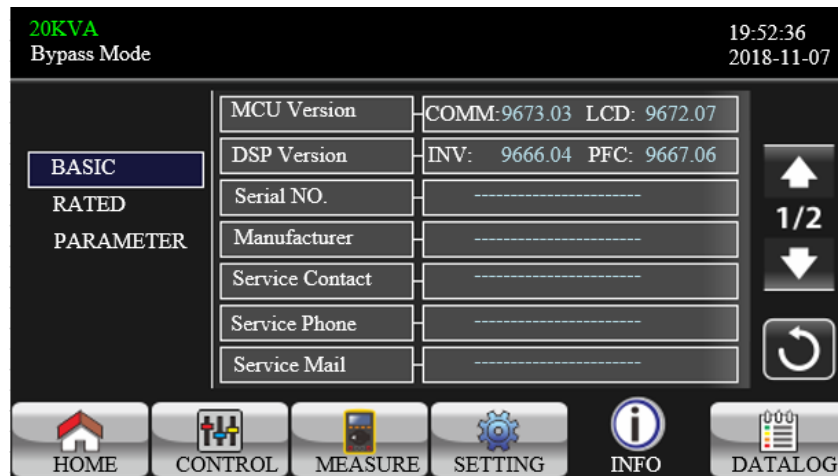 20KVA
Bypass Mode
19:52:36
2018-11-07
BASIC
RATED
PARAMETER
MCU Version COMM:9673.03 LCD: 9672.07
DSP Version INV: 9666.04 PFC: 9667.06
Serial NO. ----------------------
Manufacturer ----------------------
Service Contact ----------------------
Service Phone ----------------------
Service Mail ----------------------
1/2
HOME CONTROL MEASURE SETTING INFO DATALOG